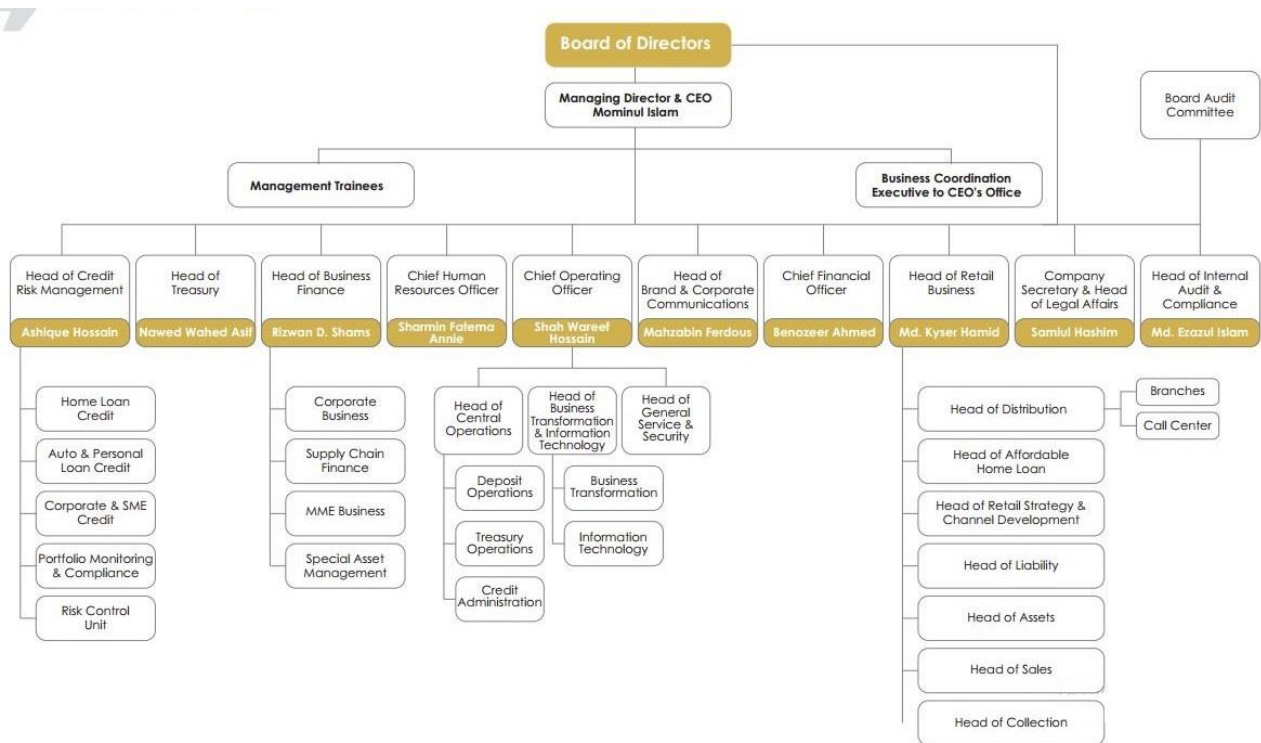 Board of Directors
Managing Director & CEO
Mominul Islam
Board Audit
Committee
Management Trainees
Business Coordination
Executive to CEO's Office
Head of Credit
Risk Management
Ashique Hossain
Head of
Treasury
Nawed Wahed Asif
Head of Business
Finance
Rizwan D. Shams
Chief Human
Resources Officer
Sharmin Fatema
Annie
Chief Operating
Officer
Shah Wareef
Hossain
Head of
Brand & Corporate
Communications
Mahzabin Ferdous
Chief Financial
Officer
Benozeer Ahmed
Head of Retail
Business
Md. Kyser Hamid
Company
Secretary & Head
of Legal Affairs
Samiul Hashim
Head of Internal
Audit &
Compliance
Md. Ezazul Islam
Home Loan
Credit
Auto & Personal
Loan Credit
Corporate & SME
Credit
Portfolio Monitoring
& Compliance
Risk Control
Unit
Corporate
Business
Supply Chain
Finance
MME Business
Special Asset
Management
Head of
Central
Operations
Deposit
Operations
Treasury
Operations
Credit
Administration
Head of
Business
Transformation
& Information
Technology
Business
Transformation
Information
Technology
Head of
General
Service &
Security
Head of Distribution
Branches
Call Center
Head of Affordable
Home Loan
Head of Retail Strategy &
Channel Development
Head of Liability
Head of Assets
Head of Sales
Head of Collection